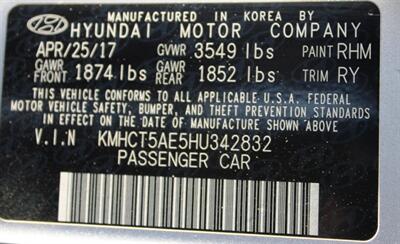 MANUFACTURED IN KOREA BY
HYUNDAI MOTOR COMPANY
APR/25/17 GVWR 3549 lbs PAINT RHM
GAWR FRONT 1874 lbs GAWR REAR 1852 lbs TRIM RY
THIS VEHICLE CONFORMS TO ALL APPLICABLE U.S.A. FEDERAL
MOTOR VEHICLE SAFETY, BUMPER, AND THEFT PREVENTION STANDARDS
IN EFFECT ON THE DATE OF MANUFACTURE SHOWN ABOVE.
V.I.N KMHCT5AE5HU342832
PASSENGER CAR